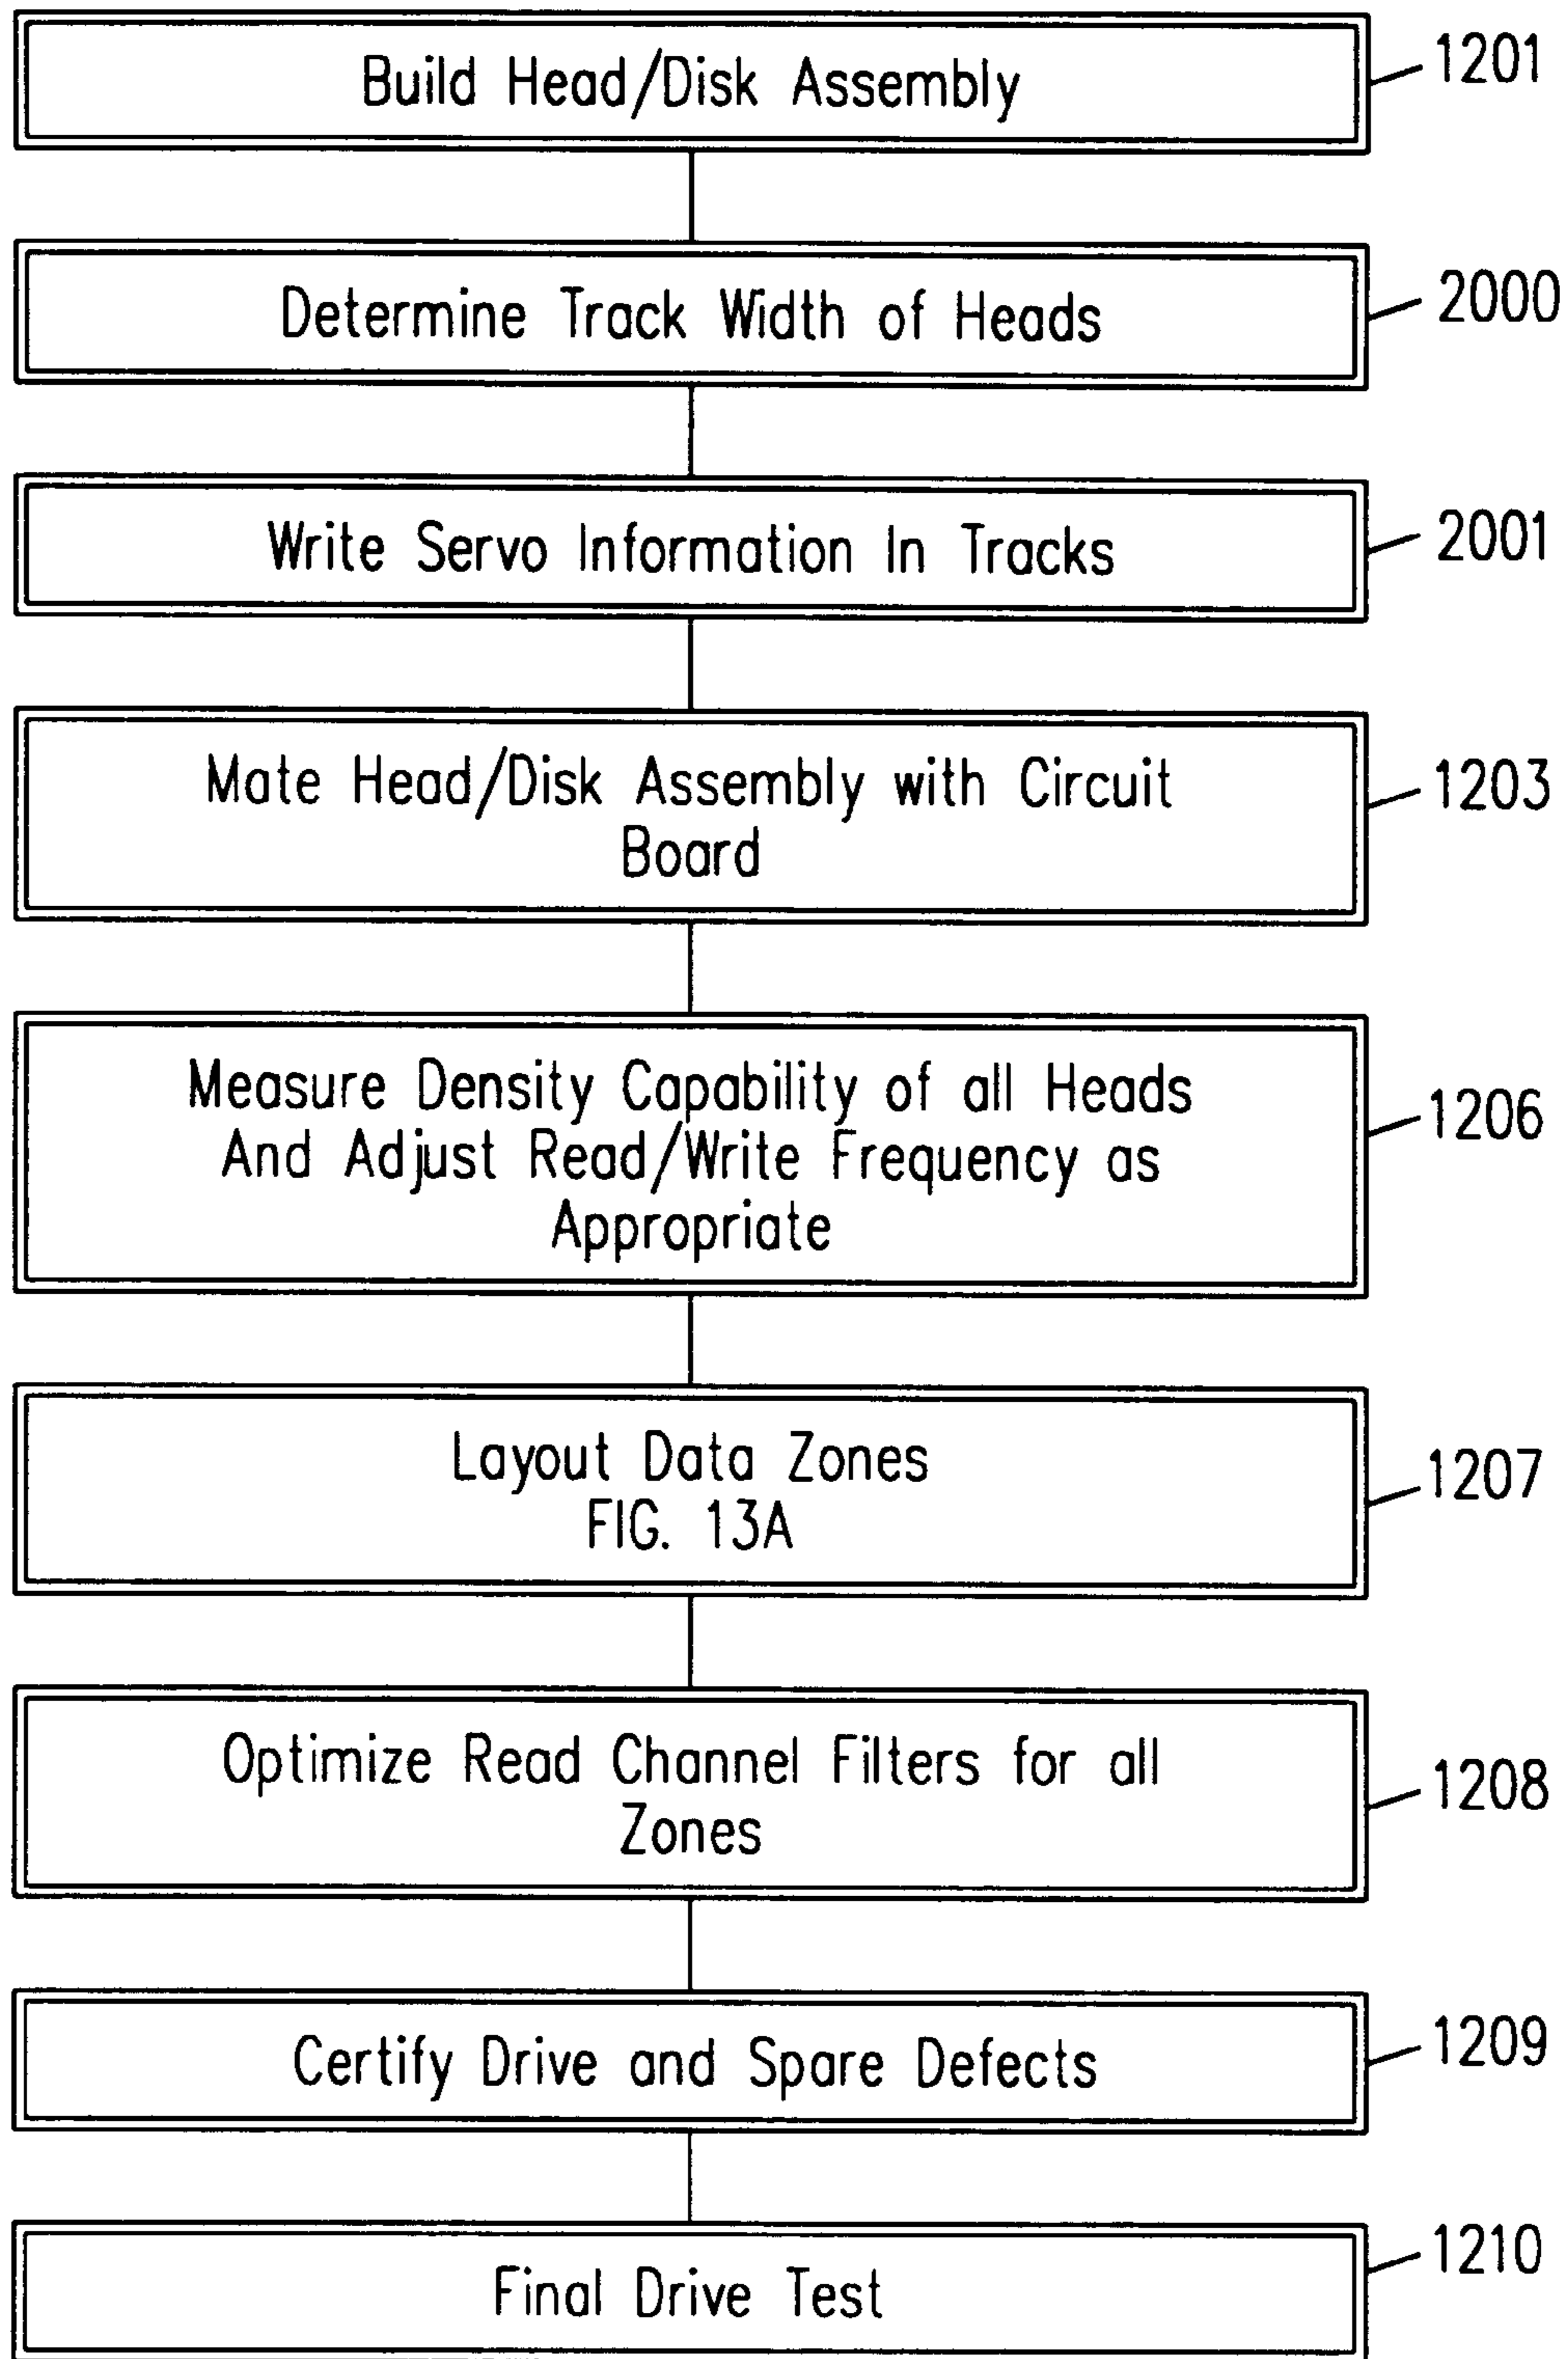 Build Head/Disk Assembly
1201
Determine Track Width of Heads
2000
Write Servo Information In Tracks
2001
Mate Head/Disk Assembly with Circuit
Board
1203
Measure Density Capability of all Heads
And Adjust Read/Write Frequency as
Appropriate
1206
Layout Data Zones
FIG. 13A
1207
Optimize Read Channel Filters for all
Zones
1208
Certify Drive and Spare Defects
1209
Final Drive Test
1210